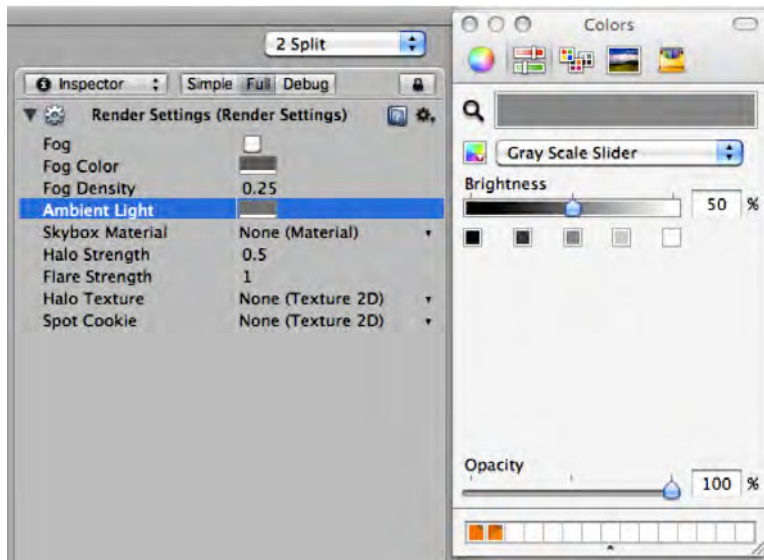 2 Split
Inspector Simple Full Debug
Render Settings (Render Settings)
Fog
Fog Color
Fog Density 0.25
Ambient Light
Skybox Material None (Material)
Halo Strength 0.5
Flare Strength 1
Halo Texture None (Texture 2D)
Spot Cookie None (Texture 2D)
Colors
Gray Scale Slider
Brightness
50 %
Opacity
100 %